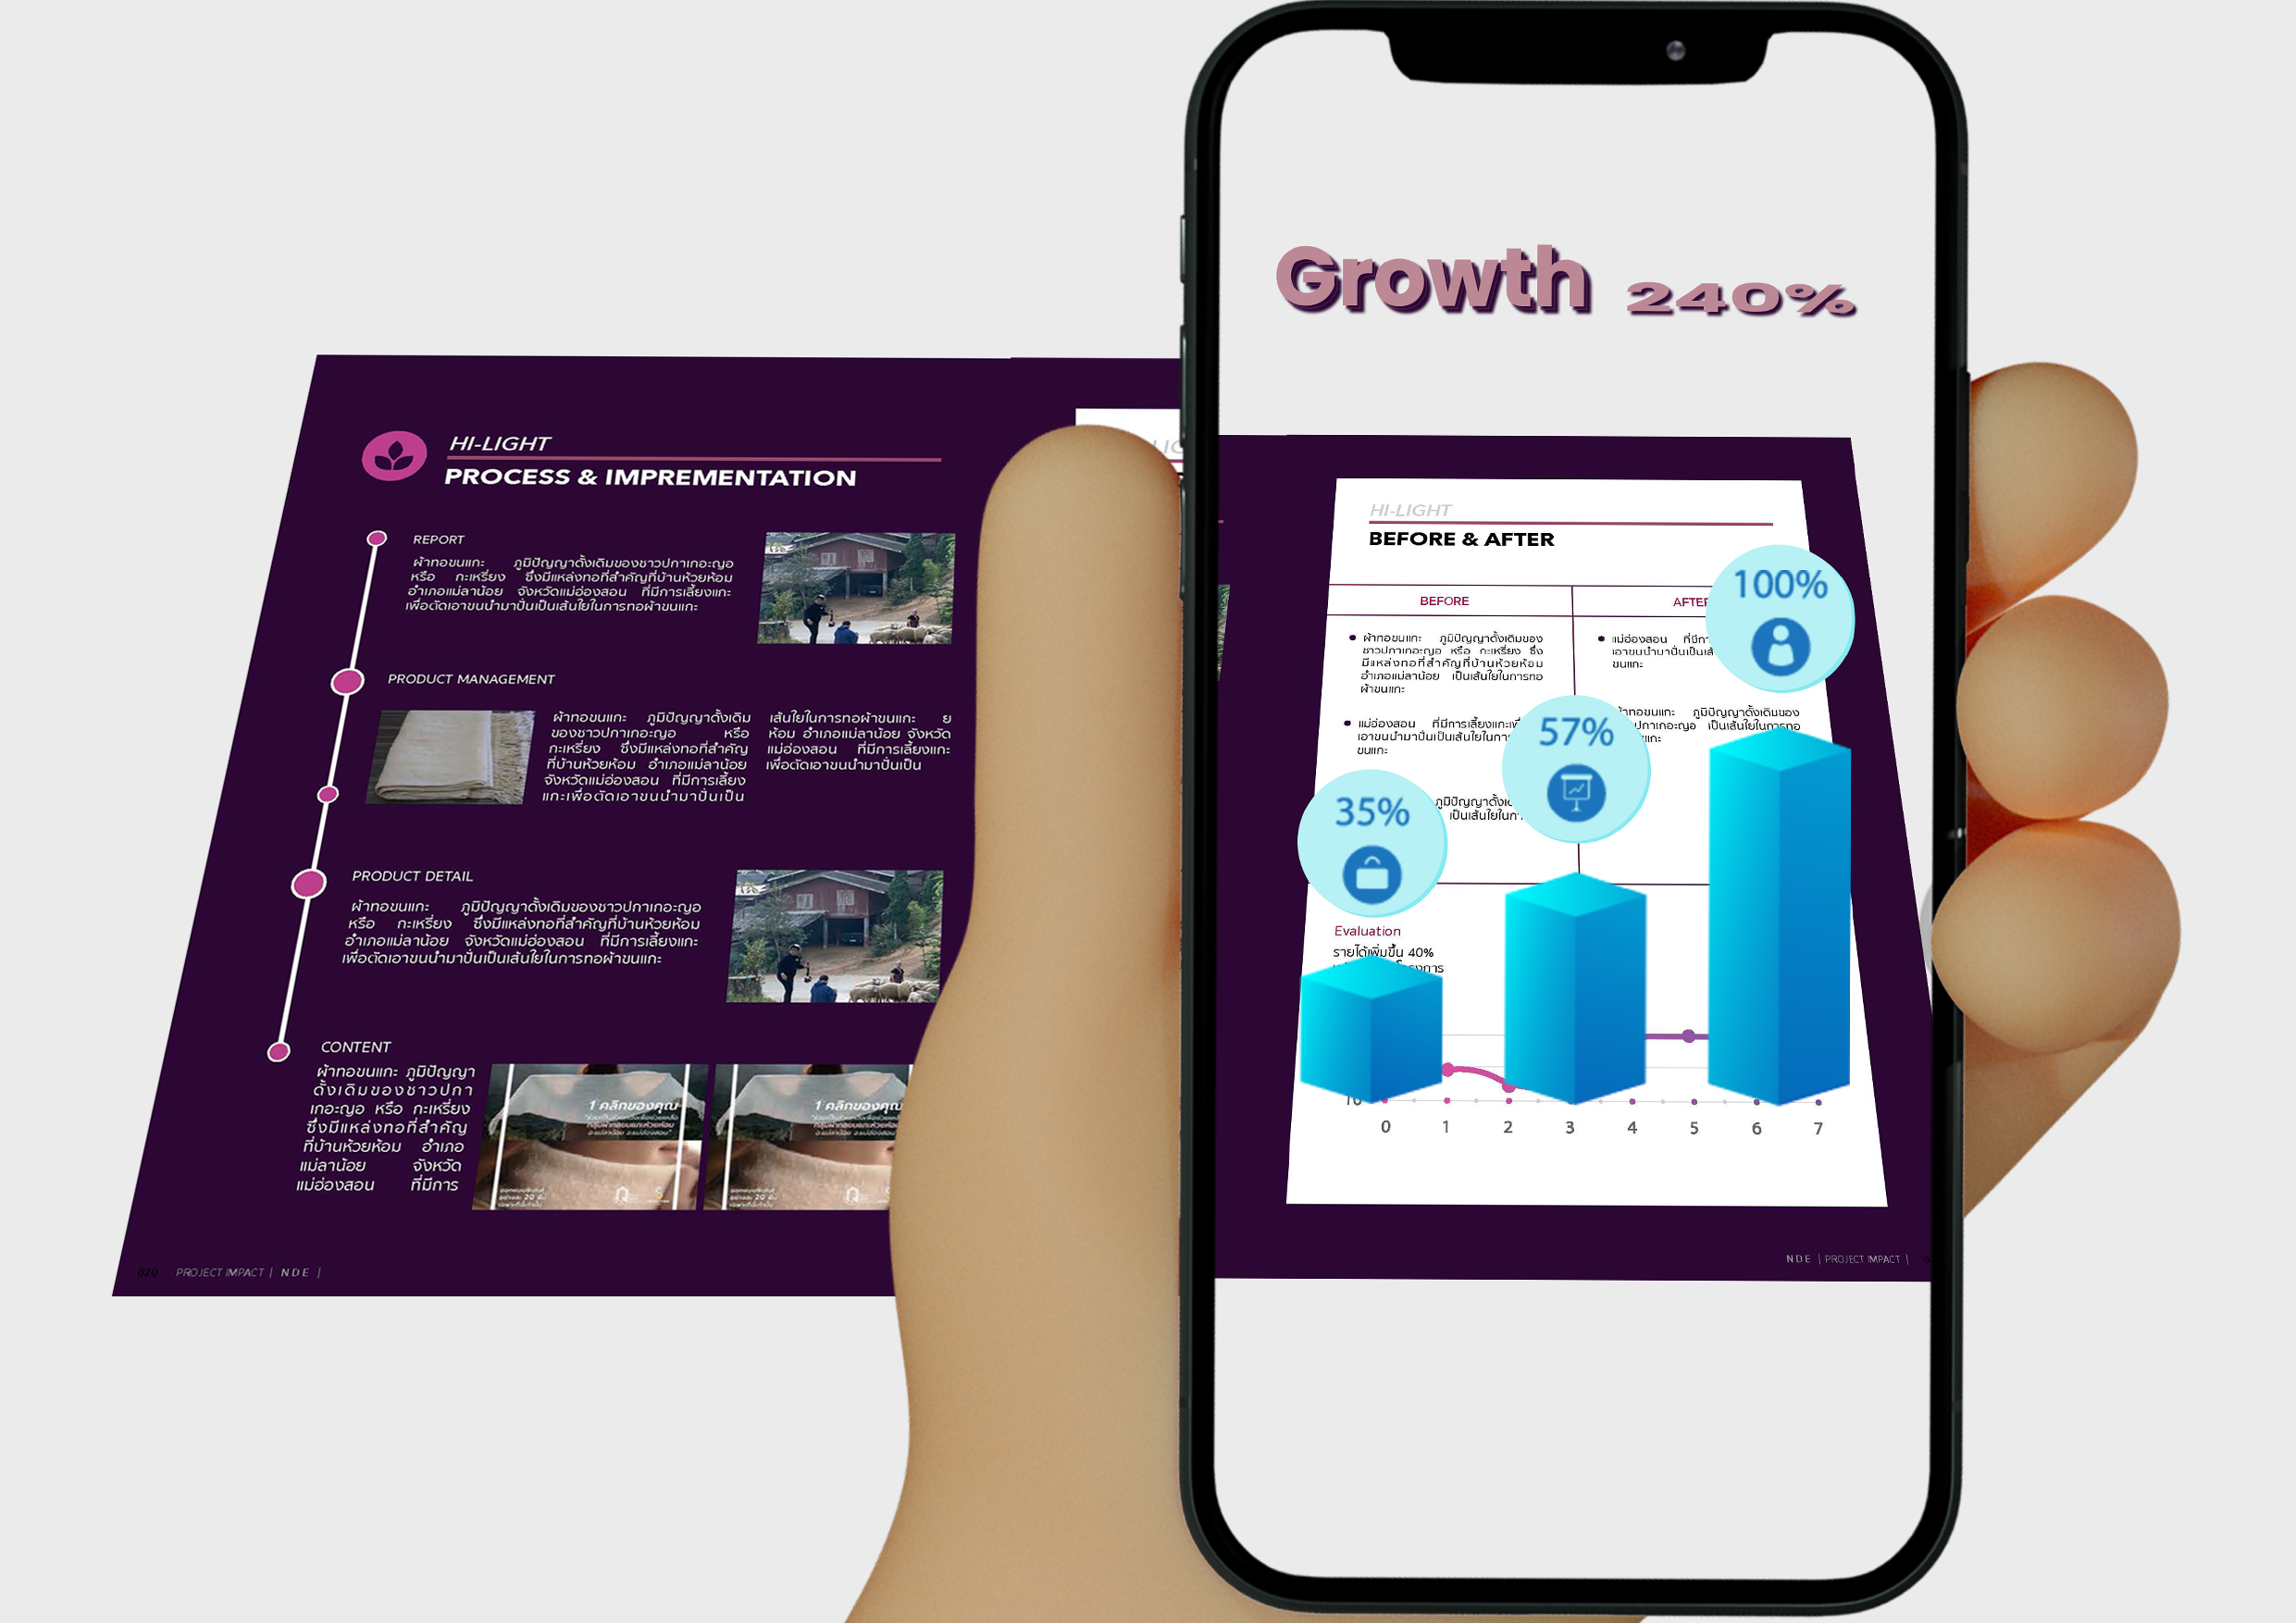 HI-LIGHT
PROCESS & IMPREMENTATION
REPORT
ผ้าทอขนแกะ ภูมิปัญญาดั้งเดิมของชาวปกาเกอะญอ
หรือ กะเหรี่ยง ซึ่งมีแหล่งทอที่สำคัญที่บ้านห้วยห้อม
อำเภอแม่ลาน้อย จังหวัดแม่ฮ่องสอน ที่มีการเลี้ยงแกะ
เพื่อตัดเอาขนนำมาปั่นเป็นเส้นใยในการทอผ้าขนแกะ
PRODUCT MANAGEMENT
ผ้าทอขนแกะ ภูมิปัญญาดั้งเดิม
ของชาวปกาเกอะญอ หรือ
กะเหรี่ยง ซึ่งมีแหล่งทอที่สำคัญ
ที่บ้านห้วยห้อม อำเภอแม่ลาน้อย
จังหวัดแม่ฮ่องสอน ที่มีการเลี้ยง
แกะเพื่อตัดเอาขนนำมาปั่นเป็น
เส้นใยในการทอผ้าขนแกะ ย
ห้อม อำเภอแม่ลาน้อย จังหวัด
แม่ฮ่องสอน ที่มีการเลี้ยงแกะ
เพื่อตัดเอาขนนำมาปั่นเป็น
PRODUCT DETAIL
ผ้าทอขนแกะ ภูมิปัญญาดั้งเดิมของชาวปกาเกอะญอ
หรือ กะเหรี่ยง ซึ่งมีแหล่งทอที่สำคัญที่บ้านห้วยห้อม
อำเภอแม่ลาน้อย จังหวัดแม่ฮ่องสอน ที่มีการเลี้ยงแกะ
เพื่อตัดเอาขนนำมาปั่นเป็นเส้นใยในการทอผ้าขนแกะ
CONTENT
ผ้าทอขนแกะ ภูมิปัญญา
ดั้งเดิมของชาวปกา
เกอะญอ หรือ กะเหรี่ยง
ซึ่งมีแหล่งทอที่สำคัญ
ที่บ้านห้วยห้อม อำเภอ
แม่ลาน้อย จังหวัด
แม่ฮ่องสอน ที่มีการ
1 คลิกของคุณ
1 คลิกของคุณ
020 PROJECT IMPACT | NDE |
Growth 240%
HI-LIGHT
BEFORE & AFTER
BEFORE
AFTER
ผ้าทอขนแกะ ภูมิปัญญาดั้งเดิมของ
ชาวปกาเกอะญอ หรือ กะเหรี่ยง ซึ่ง
มีแหล่งทอที่สำคัญที่บ้านห้วยห้อม
อำเภอแม่ลาน้อย เป็นเส้นใยในการทอ
ผ้าขนแกะ
แม่ฮ่องสอน ที่มีการเลี้ยงแกะเพื่
เอาขนนำมาปั่นเป็นเส้นใยในกา
ขนแกะ
ภูมิปัญญาดั้งเ
เป็นเส้นใยในก
แม่ฮ่องสอน ที่มีก
เอาขนนำมาปั่นเป็นเส้
ขนแกะ
ทอขนแกะ ภูมิปัญญาดั้งเดิมของ
ปกาเกอะญอ เป็นเส้นใยในการทอ
แกะ
100%
57%
35%
Evaluation
รายได้เพิ่มขึ้น 40%
10
0 1 2 3 4 5 6 7
NDE | PROJECT IMPACT |